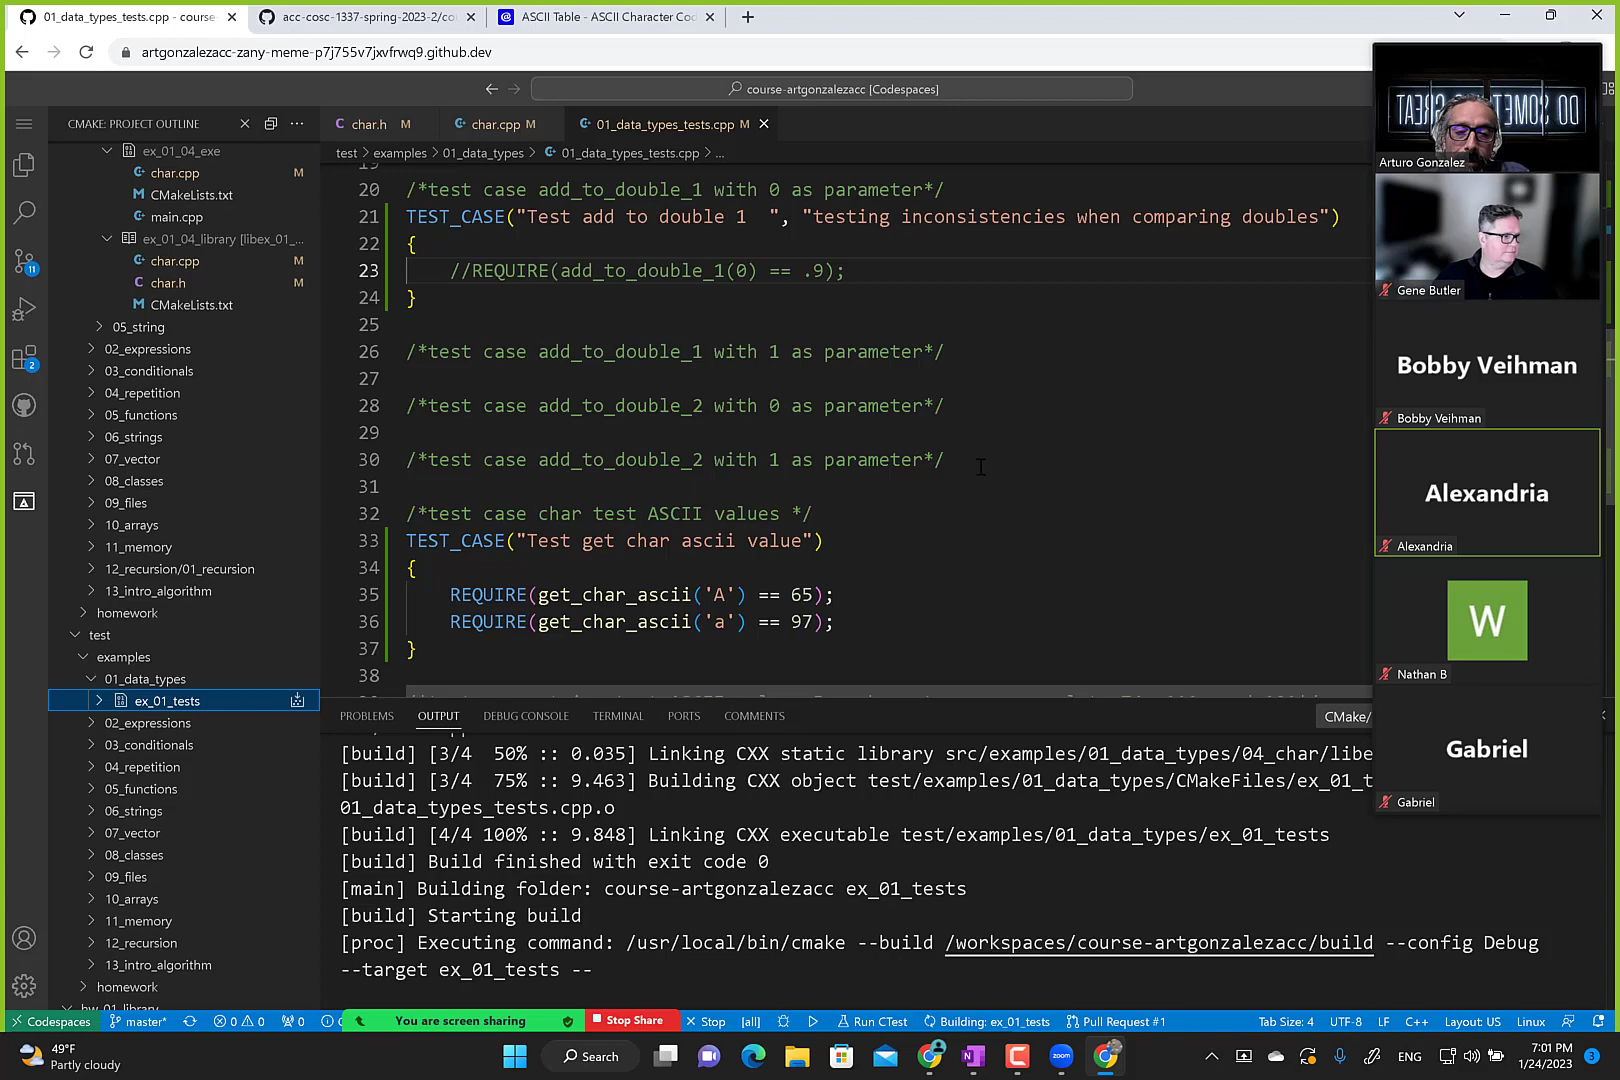 01_data_types_tests.cpp - course
acc-cosc-1337-spring-2023-2/co
ASCII Table - ASCII Character Co
artgonzalezacc-zany-meme-p7j755v7jxvfrwq9.github.dev
course-artgonzalezacc [Codespaces]
CMAKE: PROJECT OUTLINE
char.h M
char.cpp M
01_data_types_tests.cpp M
test > examples > 01_data_types > 01_data_types_tests.cpp > ...
ex_01_04_exe
char.cpp M
CMakeLists.txt
main.cpp
ex_01_04_library [libex_01_...
char.cpp M
char.h M
CMakeLists.txt
05_string
02_expressions
03_conditionals
04_repetition
05_functions
06_strings
07_vector
08_classes
09_files
10_arrays
11_memory
12_recursion/01_recursion
13_intro_algorithm
homework
test
examples
01_data_types
ex_01_tests
02_expressions
03_conditionals
04_repetition
05_functions
06_strings
07_vector
08_classes
09_files
10_arrays
11_memory
12_recursion
13_intro_algorithm
homework
11
2
20 /*test case add_to_double_1 with 0 as parameter*/
21 TEST_CASE("Test add to double 1  ", "testing inconsistencies when comparing doubles")
22 {
23     //REQUIRE(add_to_double_1(0) == .9);
24 }
25
26 /*test case add_to_double_1 with 1 as parameter*/
27
28 /*test case add_to_double_2 with 0 as parameter*/
29
30 /*test case add_to_double_2 with 1 as parameter*/
31
32 /*test case char test ASCII values */
33 TEST_CASE("Test get char ascii value")
34 {
35     REQUIRE(get_char_ascii('A') == 65);
36     REQUIRE(get_char_ascii('a') == 97);
37 }
38
PROBLEMS OUTPUT DEBUG CONSOLE TERMINAL PORTS COMMENTS
CMake/
[build] [3/4  50% :: 0.035] Linking CXX static library src/examples/01_data_types/04_char/libe
[build] [3/4  75% :: 9.463] Building CXX object test/examples/01_data_types/CMakeFiles/ex_01_t
01_data_types_tests.cpp.o
[build] [4/4 100% :: 9.848] Linking CXX executable test/examples/01_data_types/ex_01_tests
[build] Build finished with exit code 0
[main] Building folder: course-artgonzalezacc ex_01_tests
[build] Starting build
[proc] Executing command: /usr/local/bin/cmake --build /workspaces/course-artgonzalezacc/build --config Debug
--target ex_01_tests --
DO SOMETHING GREAT
Arturo Gonzalez
Gene Butler
Bobby Veihman
Bobby Veihman
Alexandria
Alexandria
W
Nathan B
Gabriel
Gabriel
Codespaces master* 0 0 0 0
You are screen sharing
Stop Share
Stop [all] Run CTest Building: ex_01_tests Pull Request #1 Tab Size: 4 UTF-8 LF C++ Layout: US Linux
49°F
Partly cloudy
Search
zoom
ENG
7:01 PM
1/24/2023
3